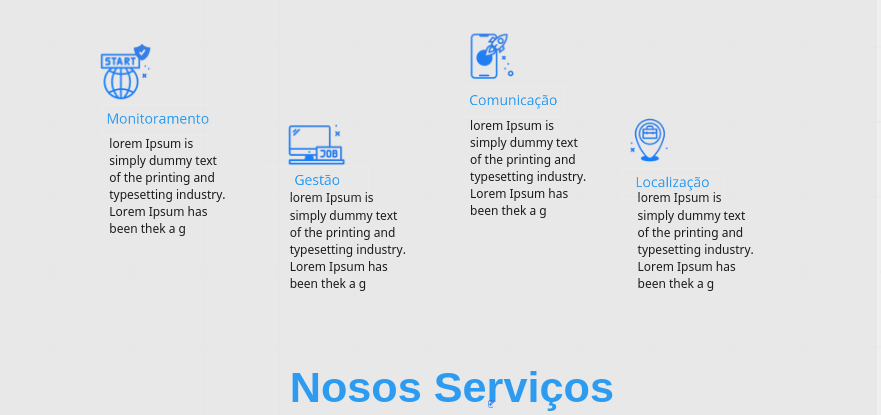 START
Monitoramento
lorem Ipsum is
simply dummy text
of the printing and
typesetting industry.
Lorem Ipsum has
been thek a g
JOB
Gestão
lorem Ipsum is
simply dummy text
of the printing and
typesetting industry.
Lorem Ipsum has
been thek a g
Comunicação
lorem Ipsum is
simply dummy text
of the printing and
typesetting industry.
Lorem Ipsum has
been thek a g
Localização
lorem Ipsum is
simply dummy text
of the printing and
typesetting industry.
Lorem Ipsum has
been thek a g
Nosos Serviços